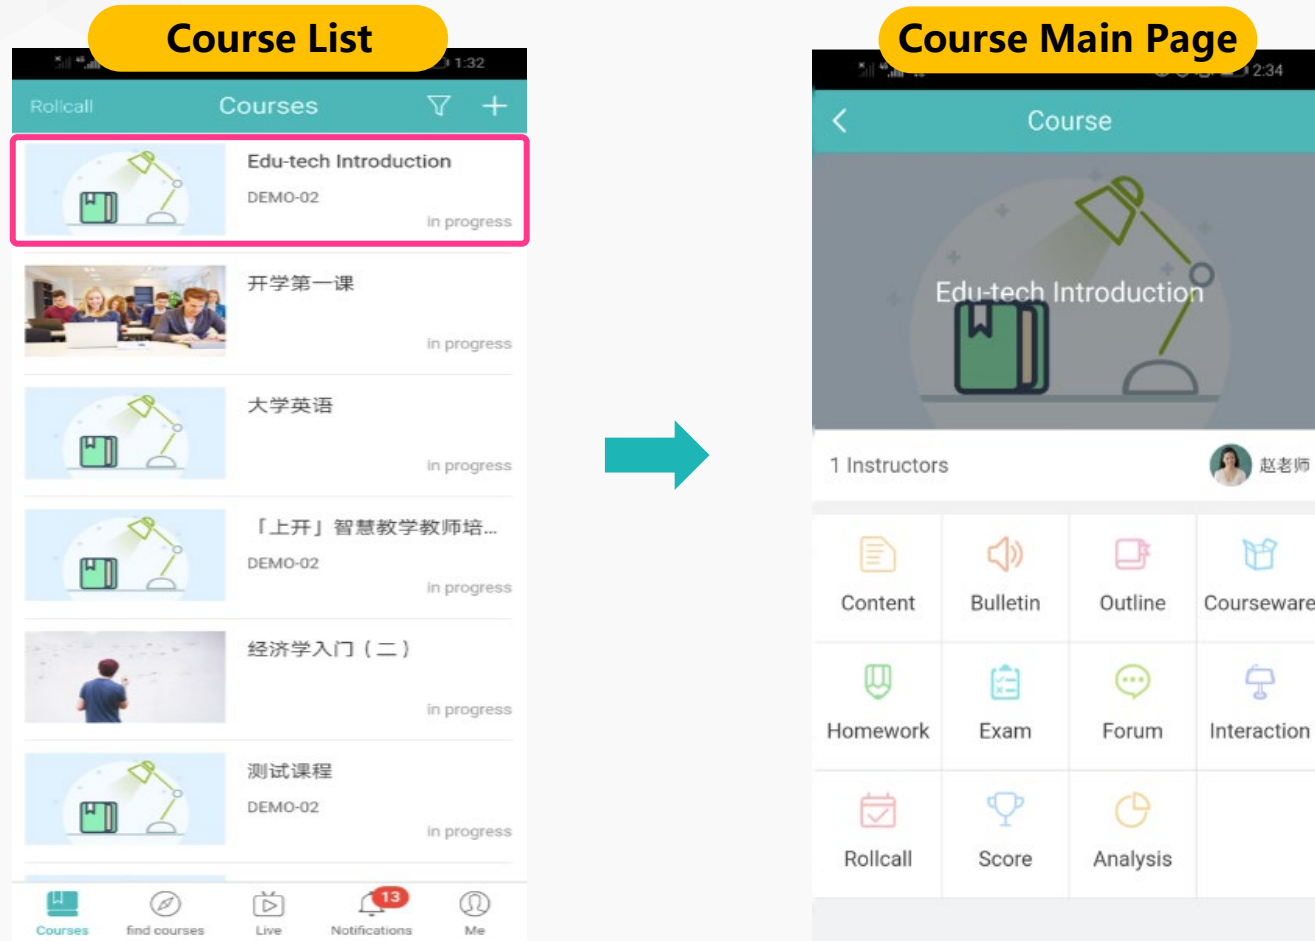 Course List
Course Main Page
1:32
2:34
Rollcall
Courses
Edu-tech Introduction
DEMO-02
in progress
开学第一课
in progress
大学英语
in progress
「上开」智慧教学教师培...
DEMO-02
in progress
经济学入门（二）
in progress
测试课程
DEMO-02
in progress
Courses
find courses
Live
13
Notifications
Me
Course
Edu-tech Introduction
1 Instructors
赵老师
Content
Bulletin
Outline
Courseware
Homework
Exam
Forum
Interaction
Rollcall
Score
Analysis